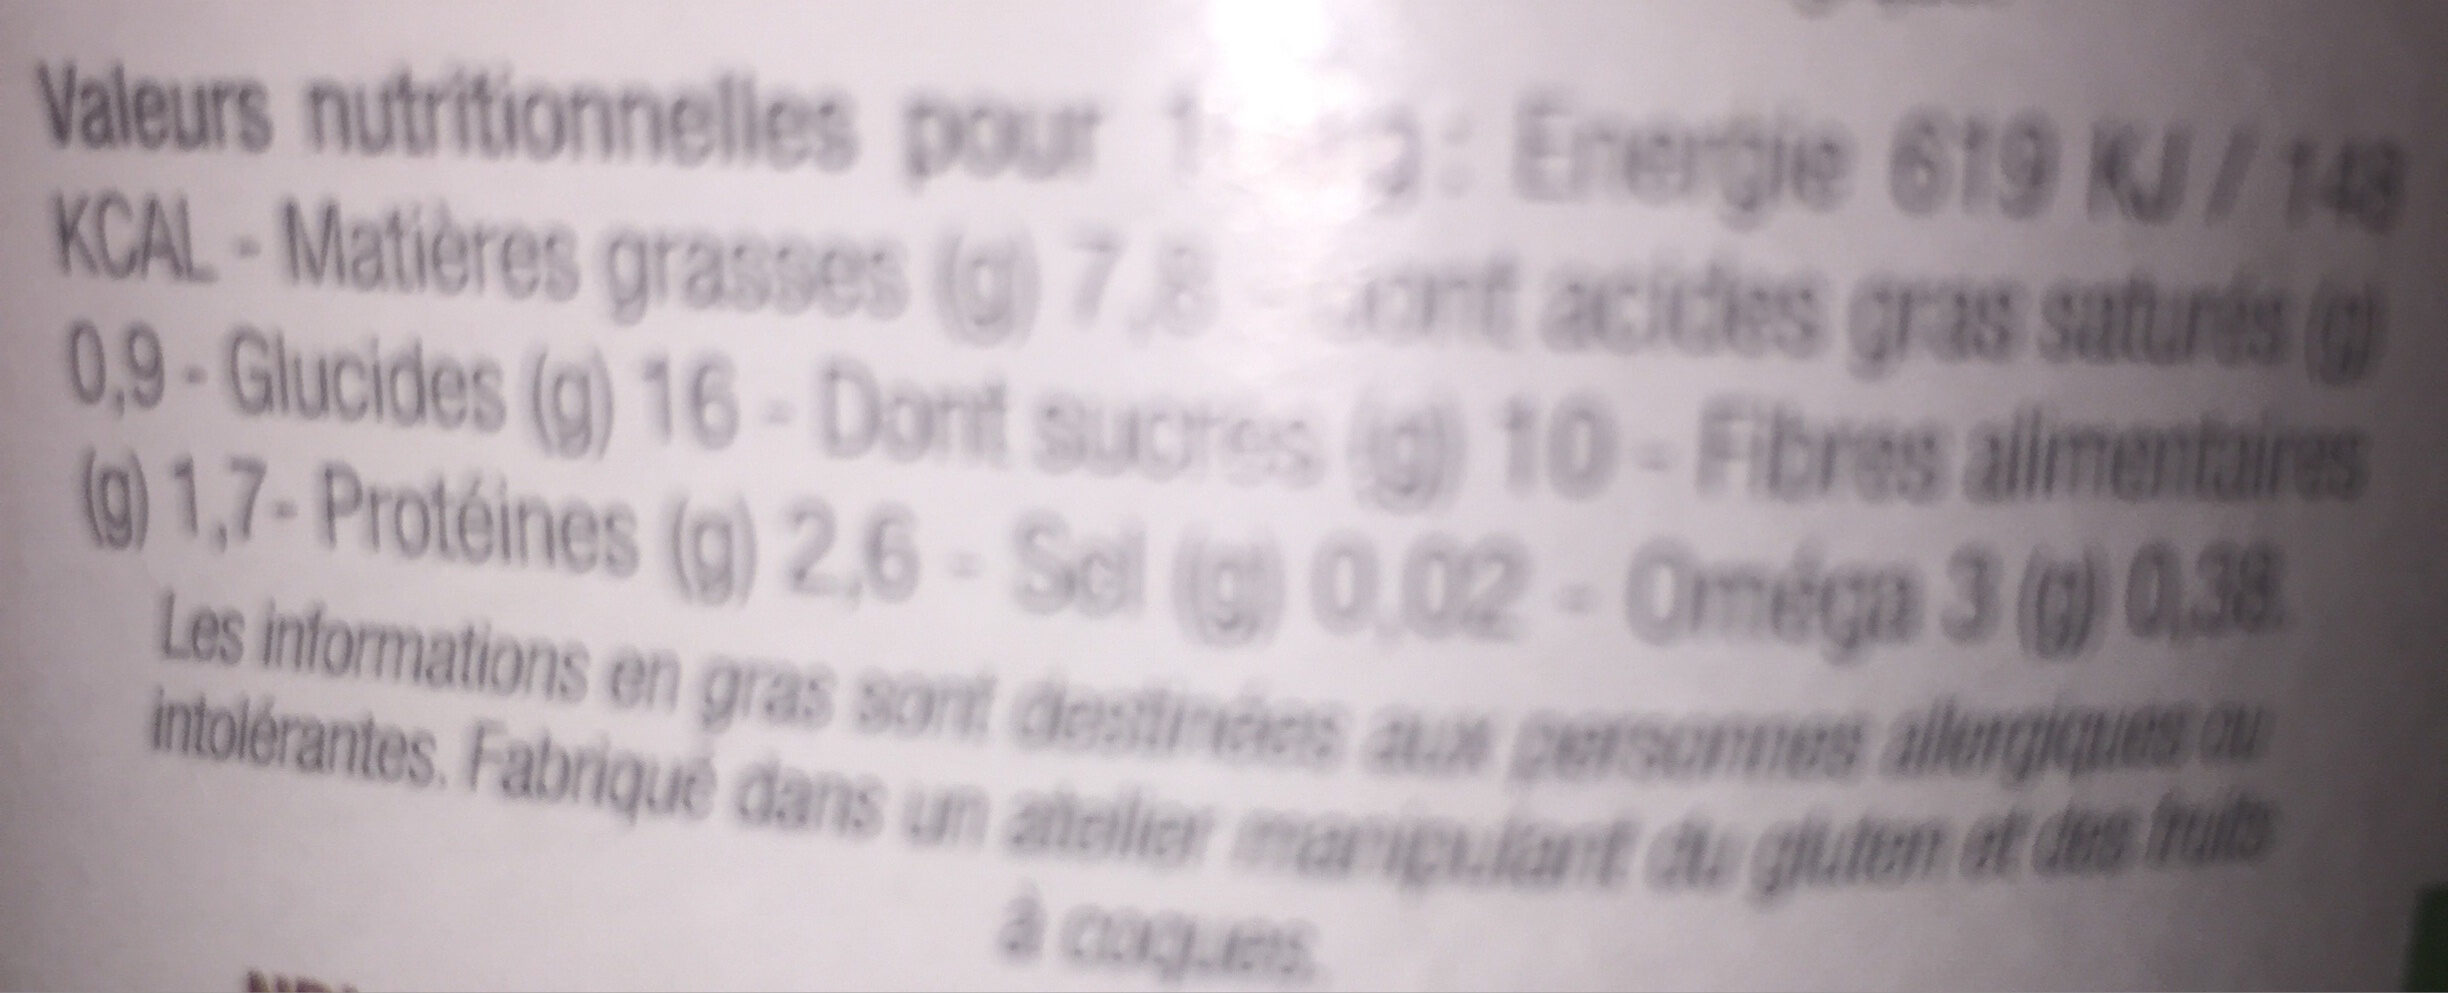 Valeurs nutritionnelles pour : Energie 619 KJ / 148
KCAL - Matières grasses (g) 7,8 - dont acides gras saturés (g)
0,9 - Glucides (g) 16 - Dont sucres (g) 10 - Fibres alimentaires
(g) 1,7- Protéines (g) 2,6 - Sel (g) 0,02 - Oméga 3 (g) 0,38.
Les informations en gras sont destinées aux personnes allergiques ou
intolérantes. Fabriqué dans un atelier manipulant du gluten et des fruits
à coques.